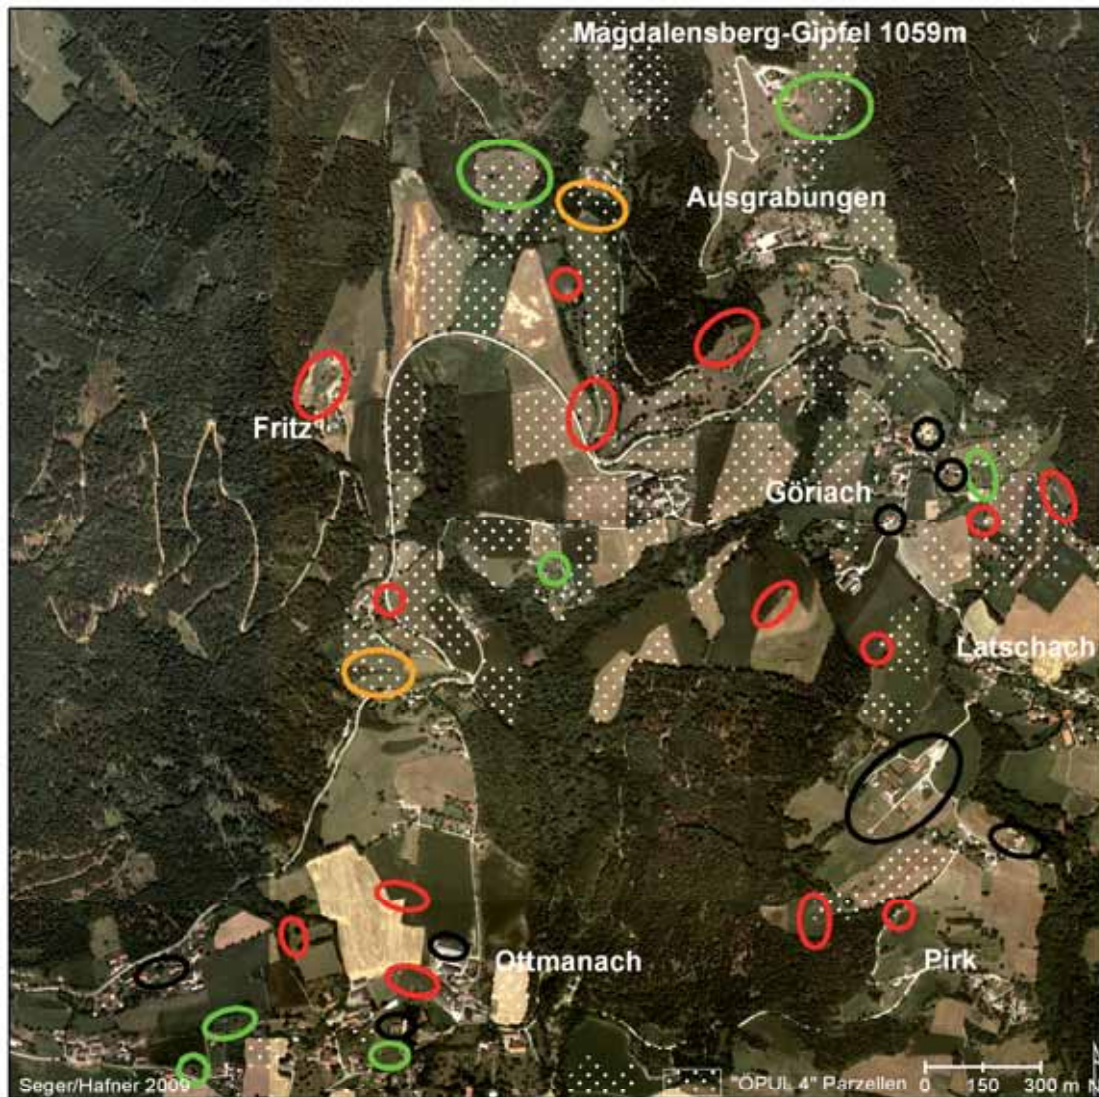 Magdalensberg-Gipfel 1059m
Ausgrabungen
Fritz
Göriach
Latschach
Ottmanach
Pirk
Seger/Hafner 2009
"ÖPUL 4" Parzellen
0 150 300 m N